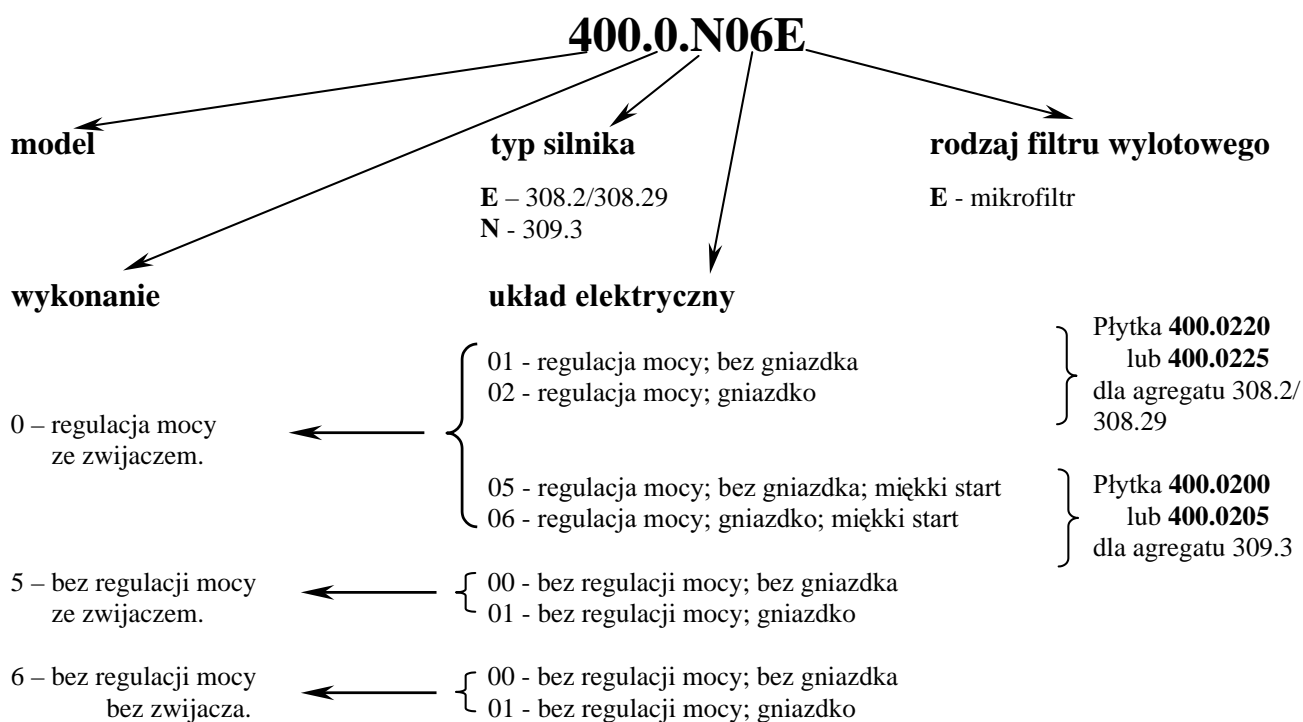 400.0.N06E
model
typ silnika
rodzaj filtru wylotowego
E – 308.2/308.29
N - 309.3
E - mikrofiltr
wykonanie
układ elektryczny
0 – regulacja mocy
ze zwijaczem.
01 - regulacja mocy; bez gniazdka
02 - regulacja mocy; gniazdko
Płytka 400.0220
lub 400.0225
dla agregatu 308.2/
308.29
05 - regulacja mocy; bez gniazdka; miękki start
06 - regulacja mocy; gniazdko; miękki start
Płytka 400.0200
lub 400.0205
dla agregatu 309.3
5 – bez regulacji mocy
ze zwijaczem.
00 - bez regulacji mocy; bez gniazdka
01 - bez regulacji mocy; gniazdko
6 – bez regulacji mocy
bez zwijacza.
00 - bez regulacji mocy; bez gniazdka
01 - bez regulacji mocy; gniazdko